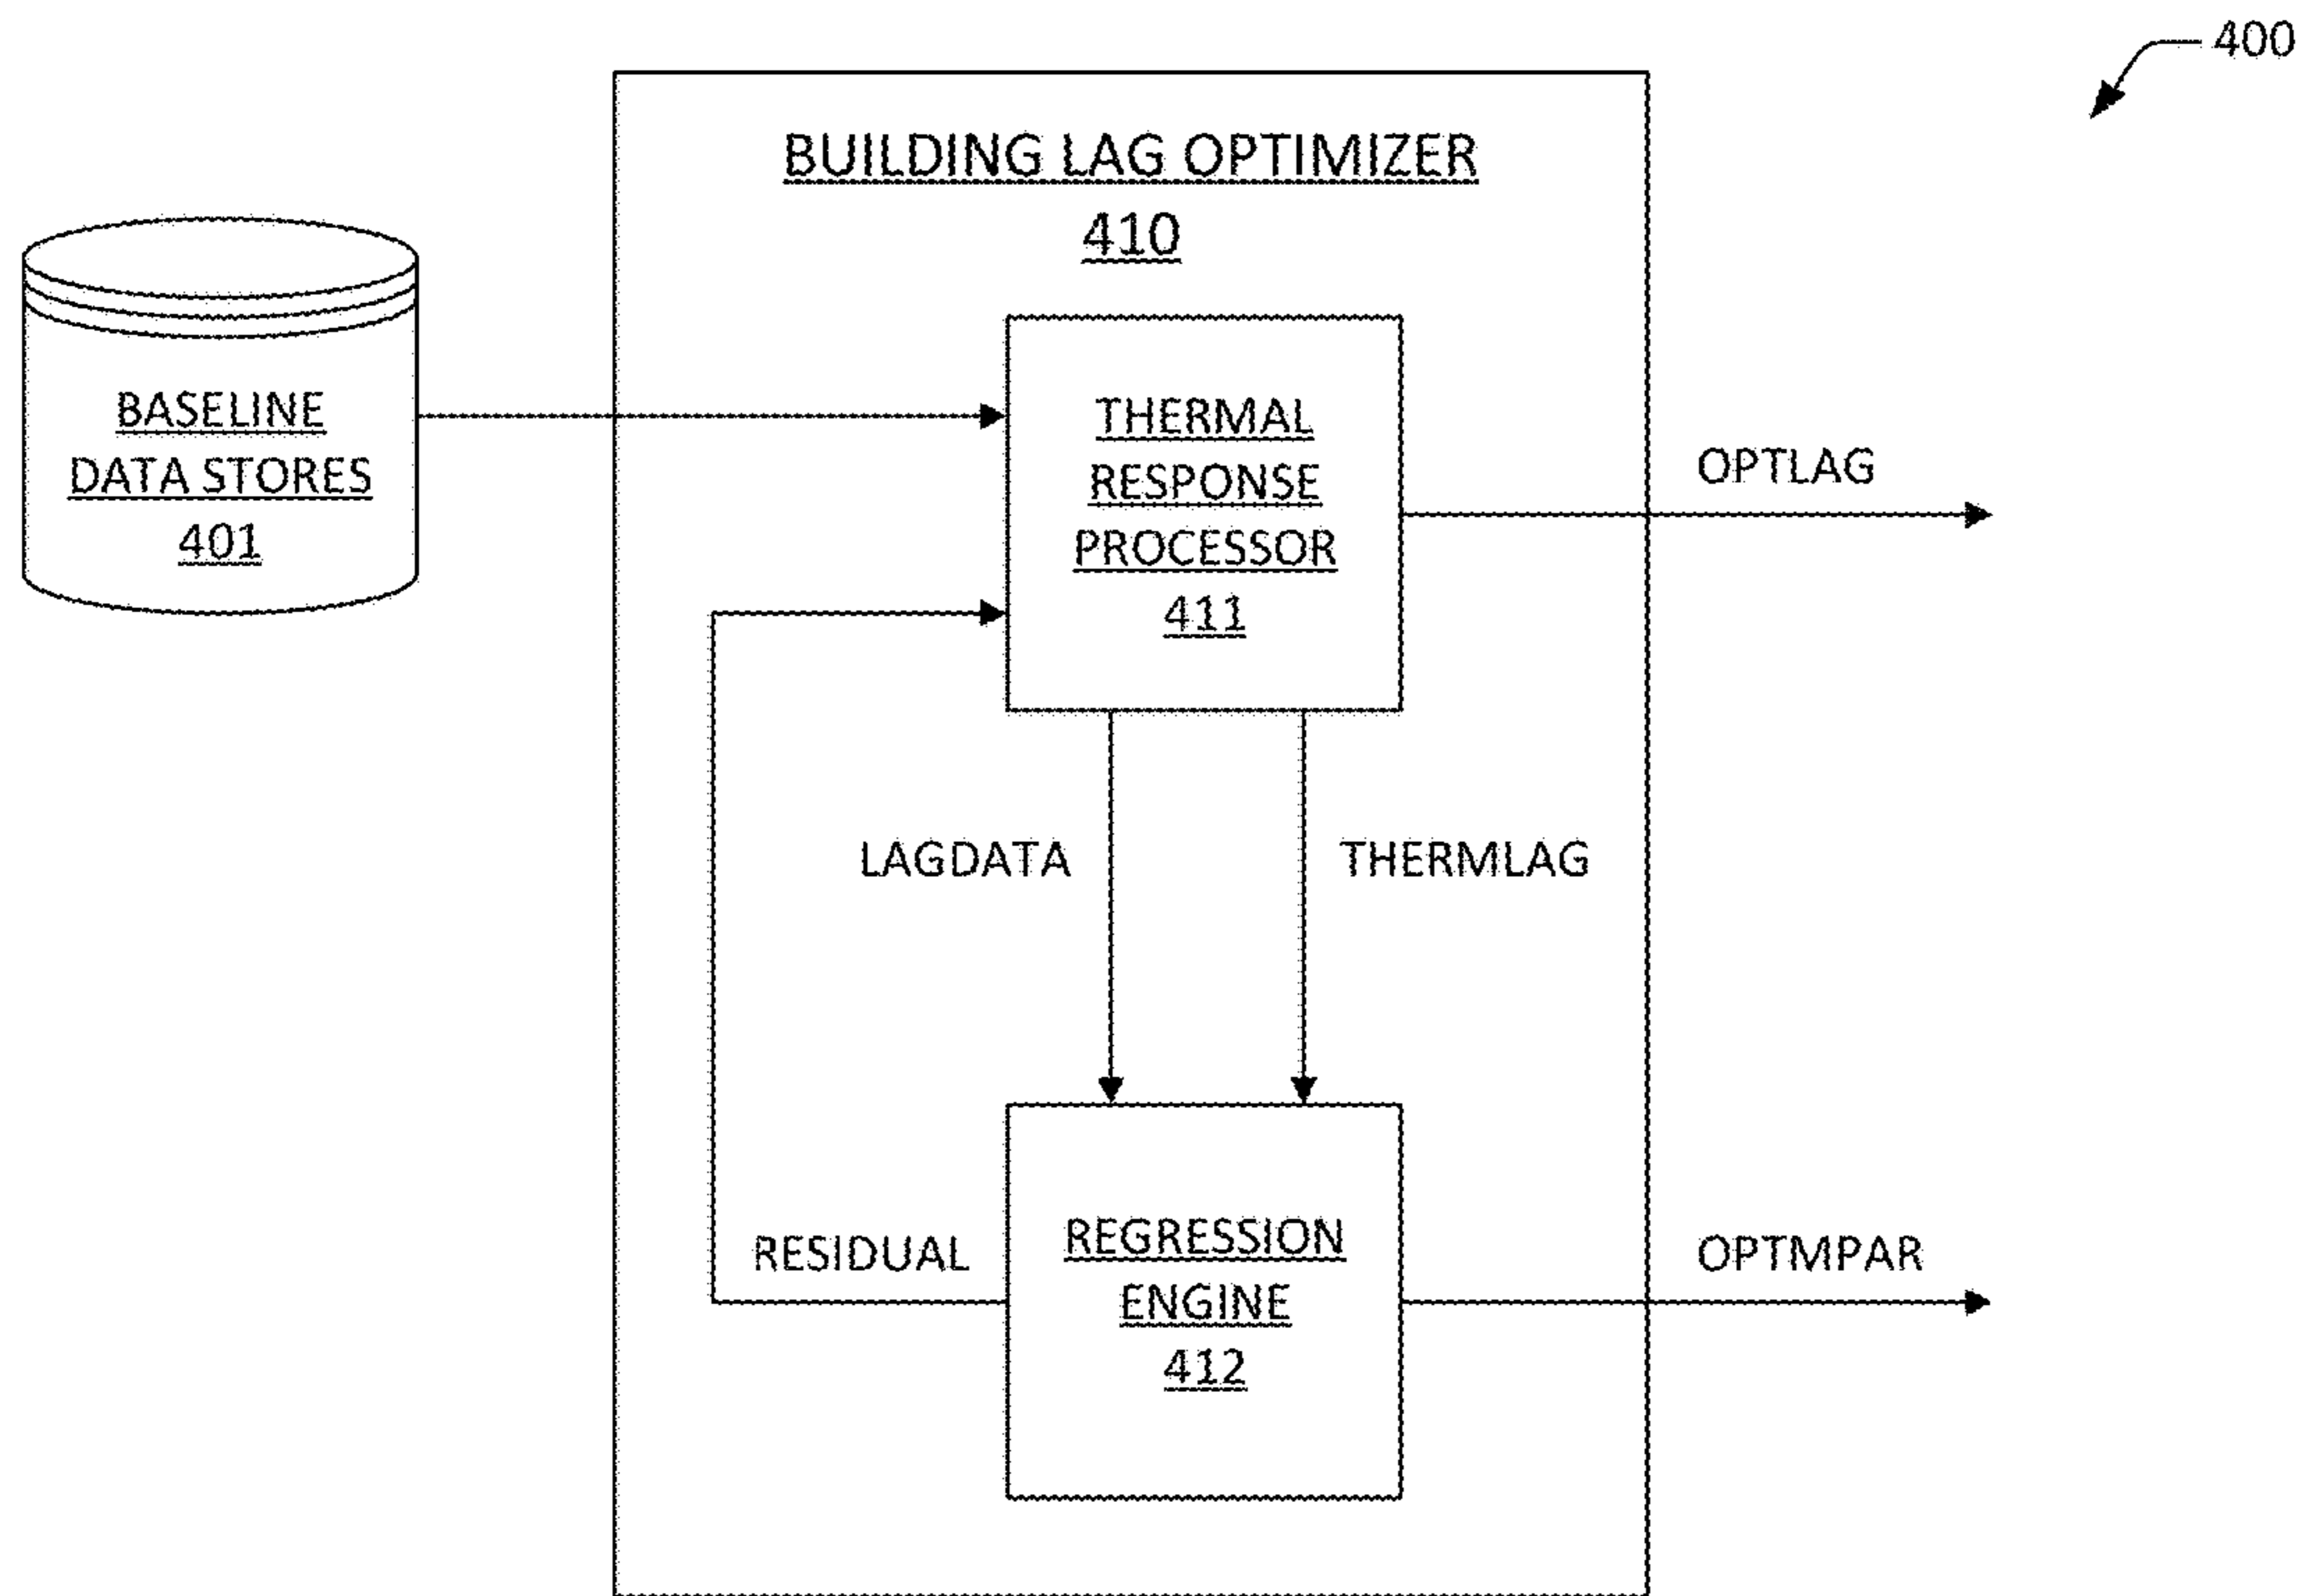 400
BUILDING LAG OPTIMIZER
410
BASELINE
DATA STORES
401
THERMAL
RESPONSE
PROCESSOR
411
OPTLAG
LAGDATA
THERMLAG
RESIDUAL
REGRESSION
ENGINE
412
OPTMPAR